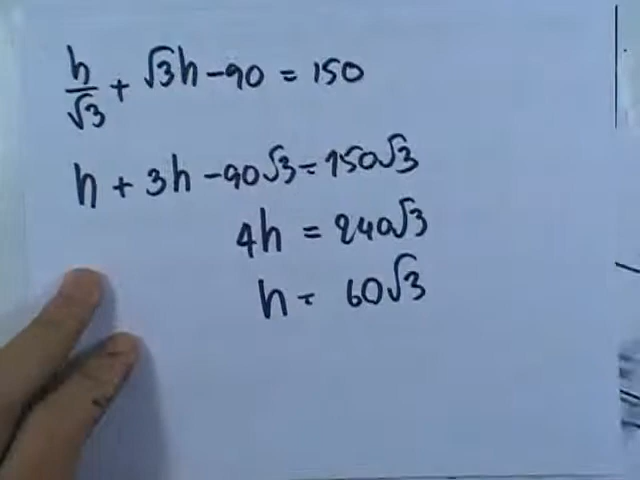 h/√3 + √3h - 90 = 150
h + 3h - 90√3 = 150√3
4h = 240√3
h = 60√3